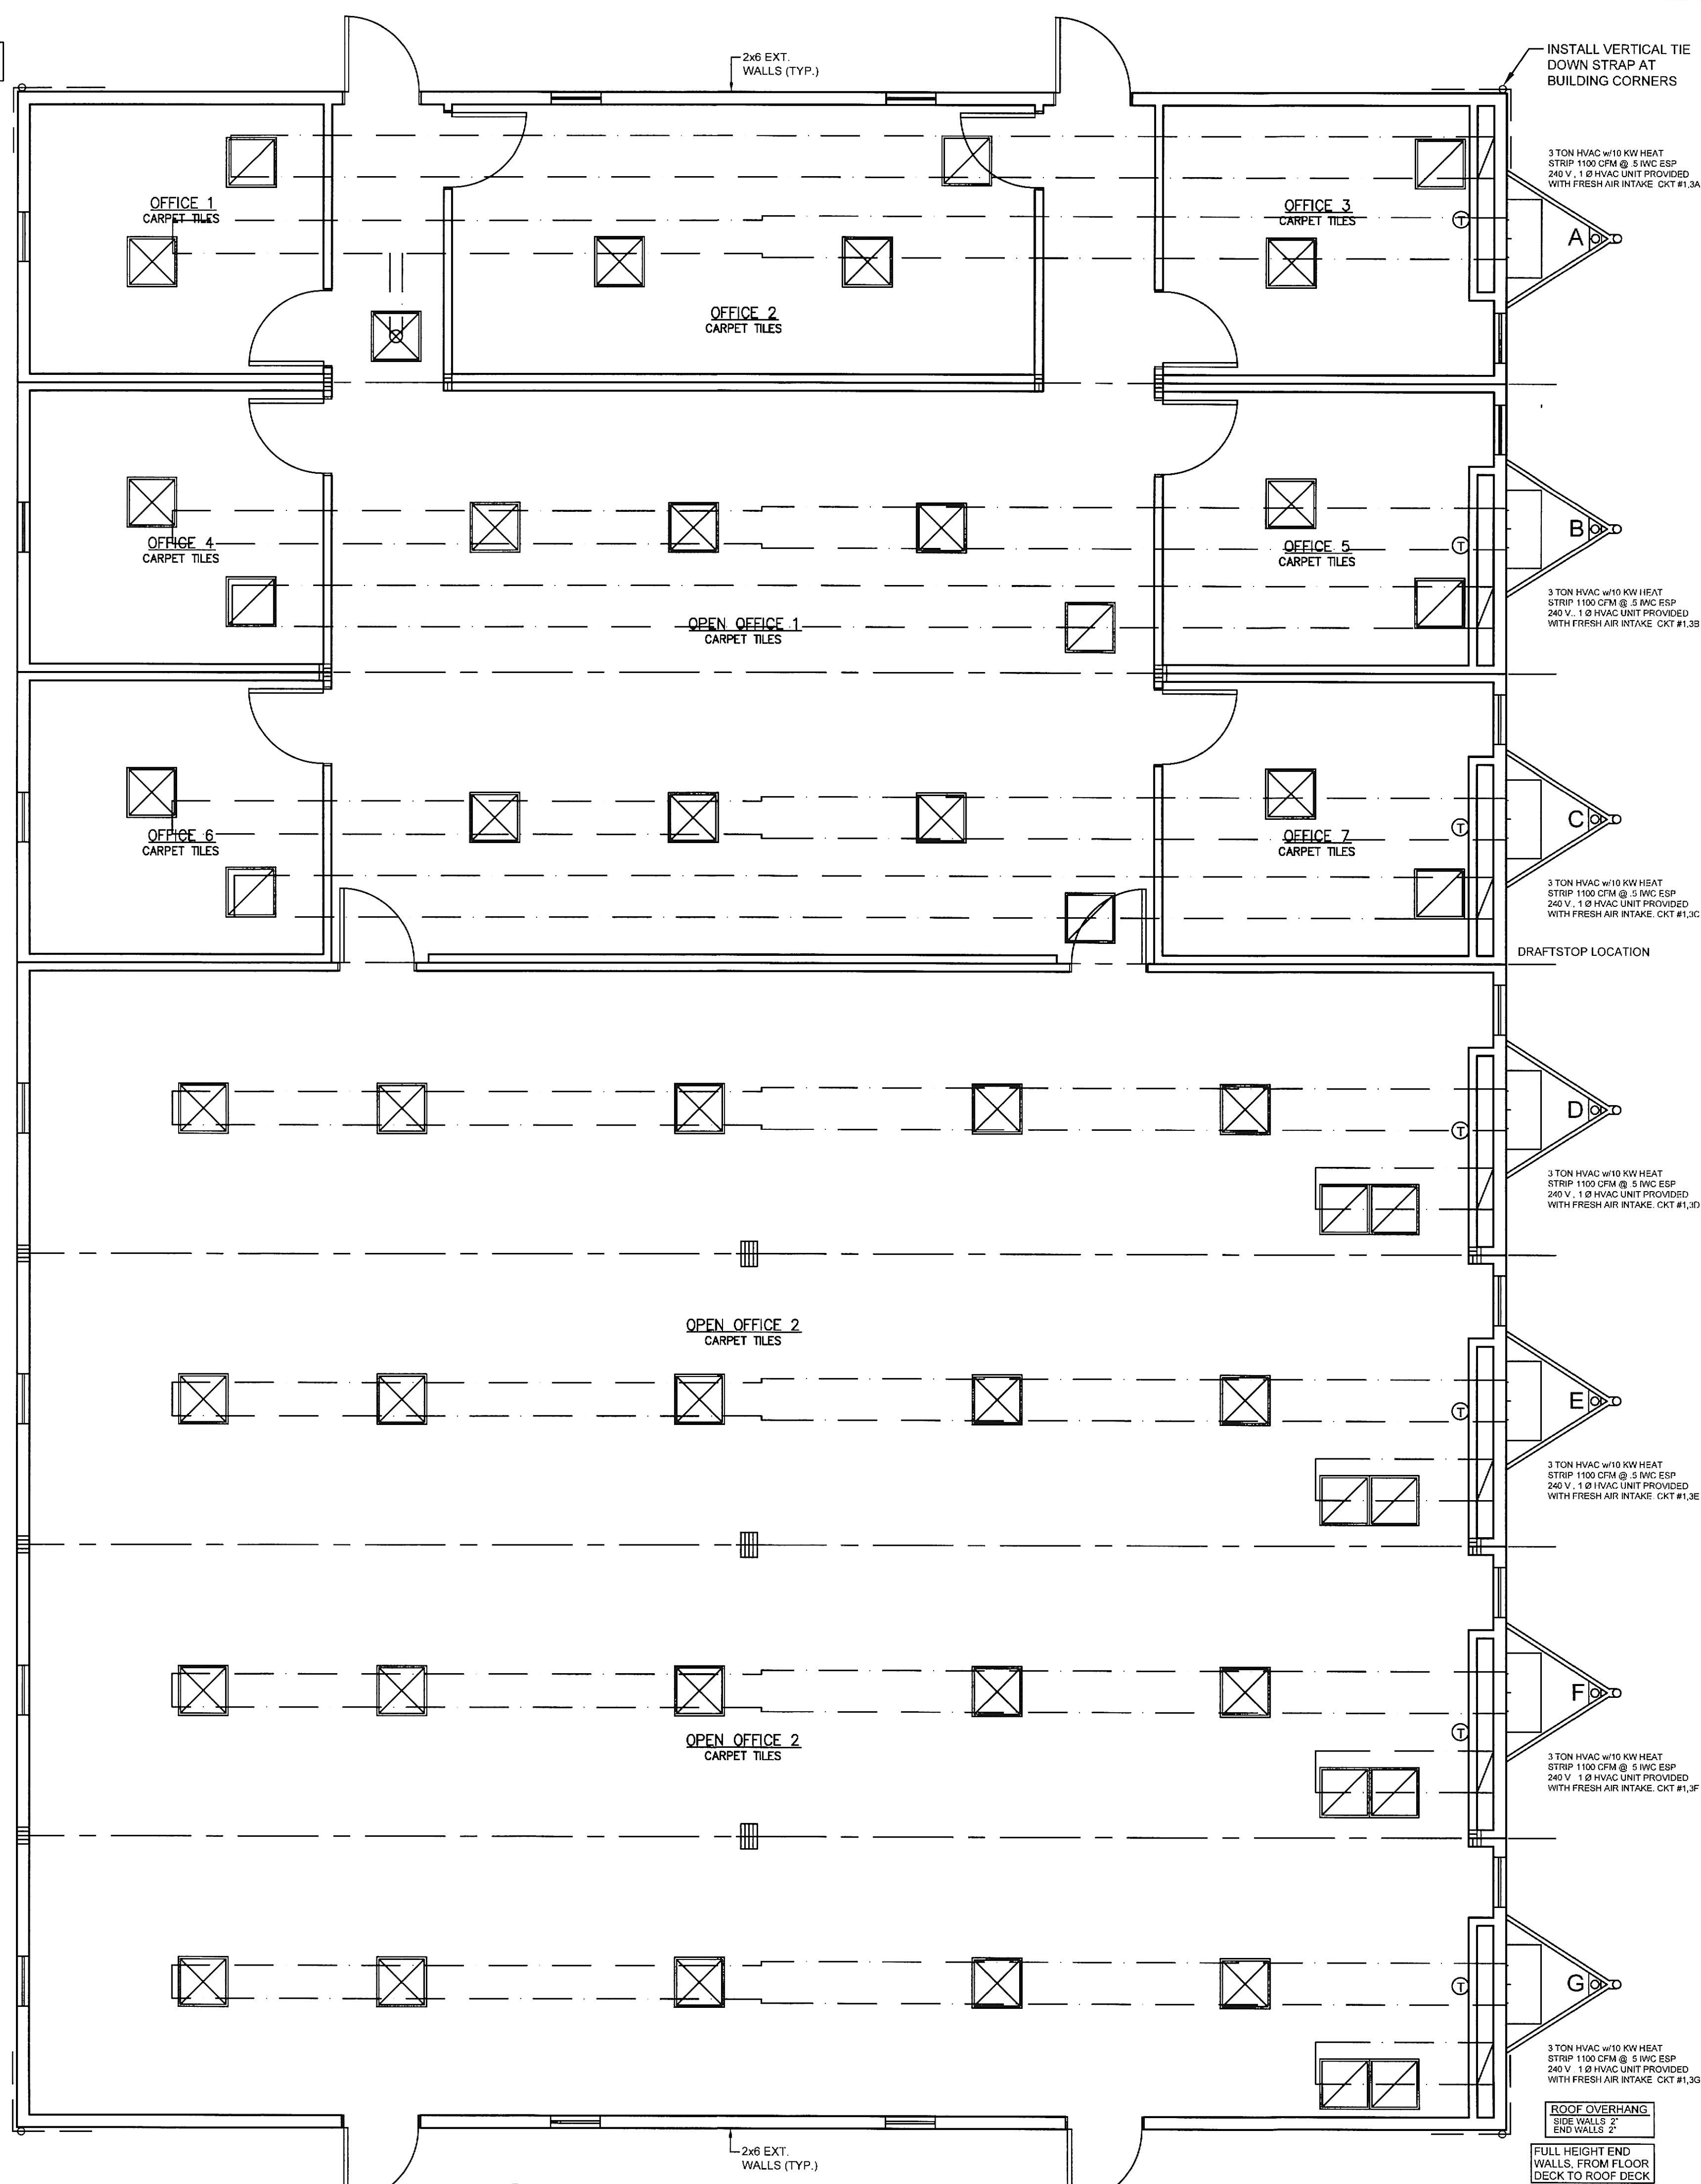 2x6 EXT.
WALLS (TYP.)
INSTALL VERTICAL TIE
DOWN STRAP AT
BUILDING CORNERS
3 TON HVAC w/10 KW HEAT
STRIP 1100 CFM @ .5 IWC ESP
240 V , 1 Ø HVAC UNIT PROVIDED
WITH FRESH AIR INTAKE CKT #1,3A
OFFICE 1
CARPET TILES
OFFICE 3
CARPET TILES
T
A
OFFICE 2
CARPET TILES
B
OFFICE 4
CARPET TILES
OFFICE 5
CARPET TILES
T
3 TON HVAC w/10 KW HEAT
STRIP 1100 CFM @ .5 IWC ESP
240 V.. 1 Ø HVAC UNIT PROVIDED
WITH FRESH AIR INTAKE CKT #1,3B
OPEN OFFICE 1
CARPET TILES
C
OFFICE 6
CARPET TILES
OFFICE 7
CARPET TILES
T
3 TON HVAC w/10 KW HEAT
STRIP 1100 CFM @ .5 IWC ESP
240 V , 1 Ø HVAC UNIT PROVIDED
WITH FRESH AIR INTAKE. CKT #1,3C
DRAFTSTOP LOCATION
D
T
3 TON HVAC w/10 KW HEAT
STRIP 1100 CFM @ .5 IWC ESP
240 V , 1 Ø HVAC UNIT PROVIDED
WITH FRESH AIR INTAKE. CKT #1,3D
OPEN OFFICE 2
CARPET TILES
E
T
3 TON HVAC w/10 KW HEAT
STRIP 1100 CFM @ .5 IWC ESP
240 V , 1 Ø HVAC UNIT PROVIDED
WITH FRESH AIR INTAKE. CKT #1,3E
F
T
OPEN OFFICE 2
CARPET TILES
3 TON HVAC w/10 KW HEAT
STRIP 1100 CFM @ 5 IWC ESP
240 V 1 Ø HVAC UNIT PROVIDED
WITH FRESH AIR INTAKE. CKT #1,3F
G
T
3 TON HVAC w/10 KW HEAT
STRIP 1100 CFM @ 5 IWC ESP
240 V 1 Ø HVAC UNIT PROVIDED
WITH FRESH AIR INTAKE CKT #1,3G
ROOF OVERHANG
SIDE WALLS 2"
END WALLS 2"
2x6 EXT.
WALLS (TYP.)
FULL HEIGHT END
WALLS, FROM FLOOR
DECK TO ROOF DECK